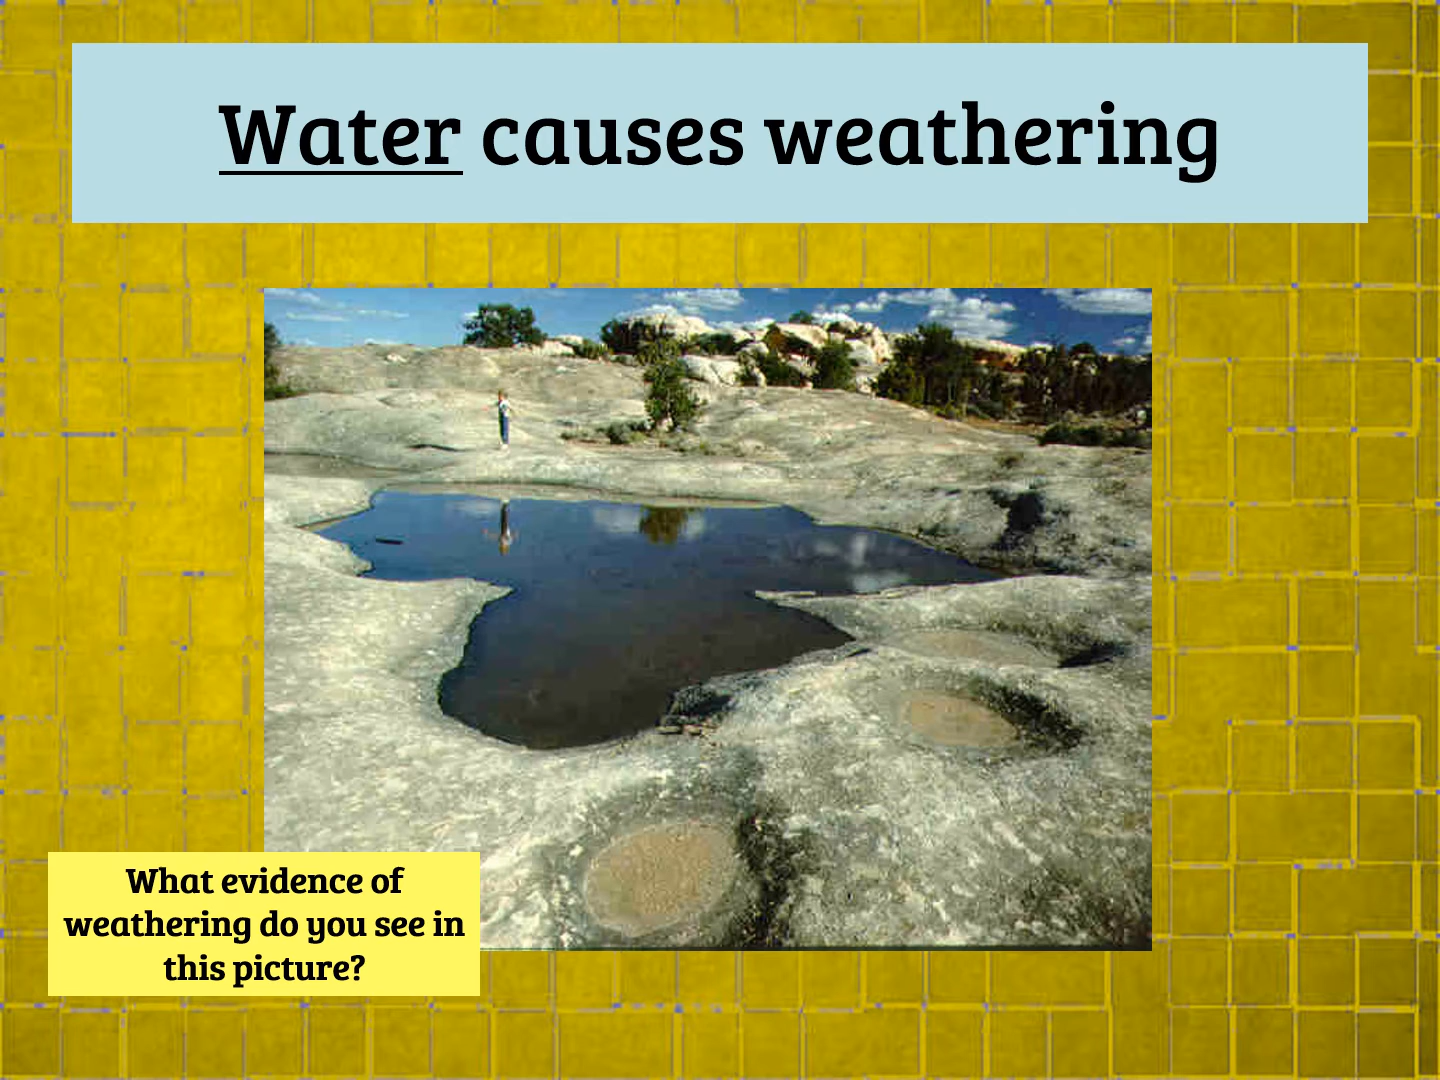 Water causes weathering
What evidence of
weathering do you see in
this picture?